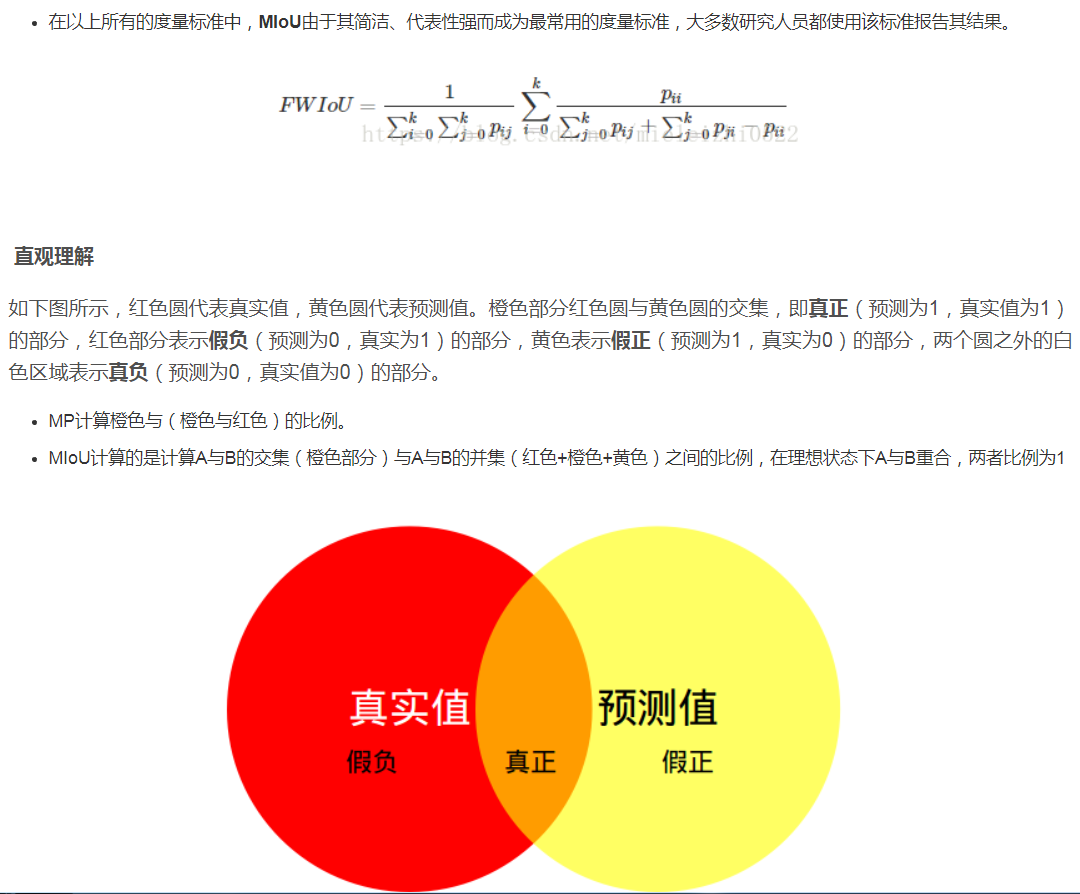 在以上所有的度量标准中，MIoU由于其简洁、代表性强而成为最常用的度量标准，大多数研究人员都使用该标准报告其结果。
FWIoU = \frac{1}{\sum_{i=0}^{k}\sum_{j=0}^{k}p_{ij}} \sum_{i=0}^{k} \frac{p_{ii}}{\sum_{j=0}^{k}p_{ij}+\sum_{j=0}^{k}p_{ji}-p_{ii}}
直观理解
如下图所示，红色圆代表真实值，黄色圆代表预测值。橙色部分红色圆与黄色圆的交集，即真正（预测为1，真实值为1）
的部分，红色部分表示假负（预测为0，真实为1）的部分，黄色表示假正（预测为1，真实为0）的部分，两个圆之外的白
色区域表示真负（预测为0，真实值为0）的部分。
MP计算橙色与（橙色与红色）的比例。
MIoU计算的是计算A与B的交集（橙色部分）与A与B的并集（红色+橙色+黄色）之间的比例，在理想状态下A与B重合，两者比例为1
真实值 预测值
假负 真正 假正